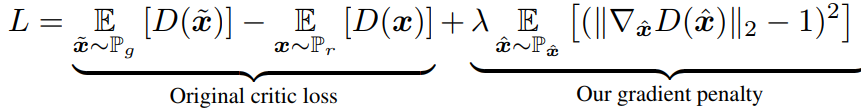 L = 𝔼_{x̃∼ℙ_g} [D(x̃)] − 𝔼_{x∼ℙ_r} [D(x)] + λ 𝔼_{x̂∼ℙ_x̂} [(‖∇_x̂ D(x̂)‖₂ − 1)²]
Original critic loss Our gradient penalty